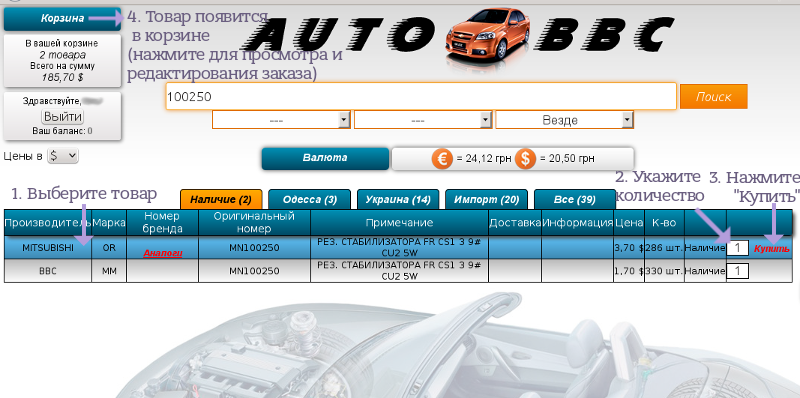 Корзина
4. Товар появится
в корзине
(нажмите для просмотра и
редактирования заказа)
В вашей корзине
2 товара
Всего на сумму
185,70 $
Здравствуйте,
Выйти
Ваш баланс: 0
AUTO BBC
100250
Поиск
--- --- Везде
Цены в $
Валюта
€ = 24,12 грн $ = 20,50 грн
1. Выберите товар
2. Укажите
количество
3. Нажмите
"Купить"
Наличие (2) Одесса (3) Украина (14) Импорт (20) Все (39)
Производитель Марка Номер бренда Оригинальный номер Примечание Доставка Информация Цена К-во
MITSUBISHI OR Аналоги MN100250 РЕЗ. СТАБИЛИЗАТОРА FR CS1 3 9# CU2 5W 3,70 $ 286 шт. Наличие 1 Купить
BBC MM MN100250 РЕЗ. СТАБИЛИЗАТОРА FR CS1 3 9# CU2 5W 1,70 $ 330 шт. Наличие 1